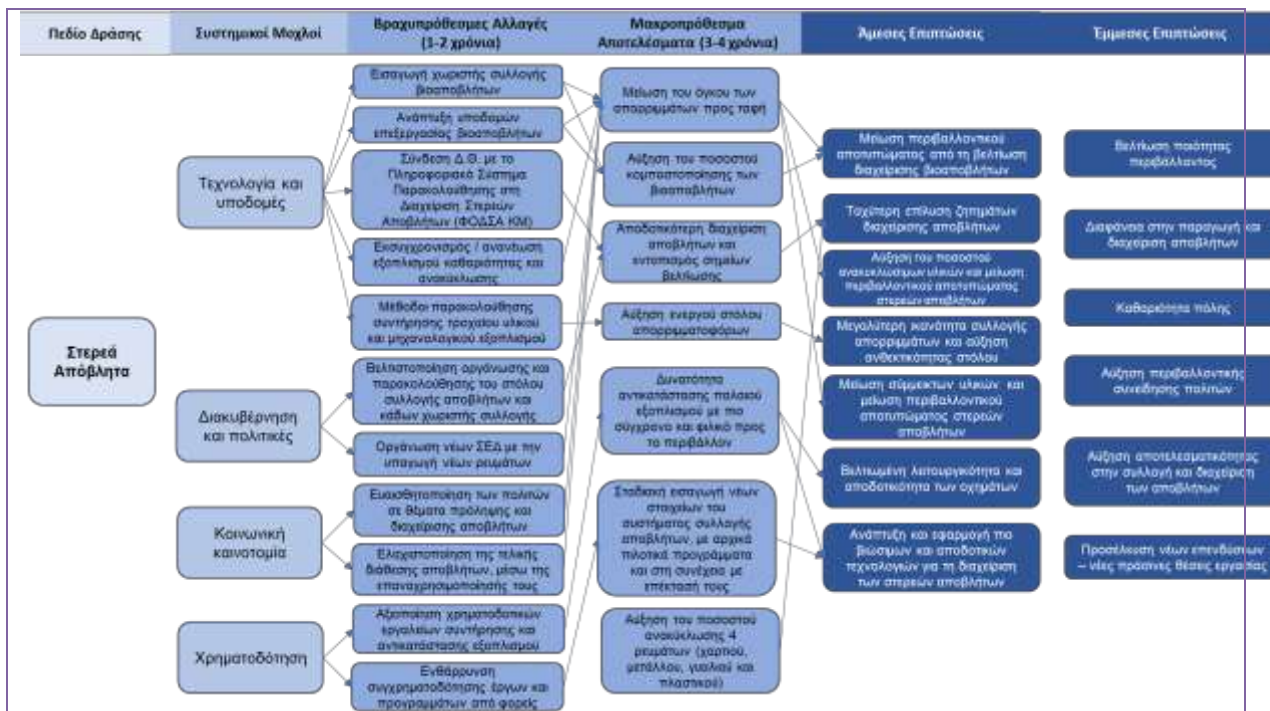 Πεδίο Δράσης
Συστημικοί Μοχλοί
Βραχυπρόθεσμες Αλλαγές
(1-2 χρόνια)
Μακροπρόθεσμα
Αποτελέσματα (3-4 χρόνια)
Άμεσες Επιπτώσεις
Έμμεσες Επιπτώσεις
Στερεά
Απόβλητα
Τεχνολογία και
υποδομές
Διακυβέρνηση
και πολιτικές
Κοινωνική
καινοτομία
Χρηματοδότηση
Εισαγωγή χωριστής συλλογής
βιοαποβλήτων
Ανάπτυξη υποδομών
επεξεργασίας βιοαποβλήτων
Σύνδεση Δ.Θ. με το
Πληροφοριακό Σύστημα
Παρακολούθησης στη
Διαχείριση Στερεών
Αποβλήτων (ΦΟΔΣΑ ΚΜ)
Εκσυγχρονισμός / ανανέωση
εξοπλισμού καθαριότητας και
ανακύκλωσης
Μέθοδοι παρακολούθησης
συντήρησης τροχαίου υλικού
και μηχανολογικού εξοπλισμού
Βελτιστοποίηση οργάνωσης και
παρακολούθησης του στόλου
συλλογής αποβλήτων και
κάδων χωριστής συλλογής
Οργάνωση νέων ΣΕΔ με την
υπαγωγή νέων ρευμάτων
Ευαισθητοποίηση των πολιτών
σε θέματα πρόληψης και
διαχείρισης αποβλήτων
Ελαχιστοποίηση της τελικής
διάθεσης αποβλήτων, μέσω της
επαναχρησιμοποίησής τους
Αξιοποίηση χρηματοδοτικών
εργαλείων συντήρησης και
αντικατάστασης εξοπλισμού
Ενθάρρυνση
συγχρηματοδότησης έργων και
προγραμμάτων από φορείς
Μείωση του όγκου των
απορριμμάτων προς ταφή
Αύξηση του ποσοστού
κομποστοποίησης των
βιοαποβλήτων
Αποδοτικότερη διαχείριση
αποβλήτων και
εντοπισμός σημείων
βελτίωσης
Αύξηση ενεργού στόλου
απορριμματοφόρων
Δυνατότητα
αντικατάστασης παλαιού
εξοπλισμού με πιο
σύγχρονο και φιλικό προς
το περιβάλλον
Σταδιακή εισαγωγή νέων
στοιχείων του
συστήματος συλλογής
αποβλήτων, με αρχικά
πιλοτικά προγράμματα
και στη συνέχεια με
επέκτασή τους
Αύξηση του ποσοστού
ανακύκλωσης 4
ρευμάτων (χαρτιού,
μετάλλου, γυαλιού και
πλαστικού)
Μείωση περιβαλλοντικού
αποτυπώματος από τη βελτίωση
διαχείρισης βιοαποβλήτων
Ταχύτερη επίλυση ζητημάτων
διαχείρισης αποβλήτων
Αύξηση του ποσοστού
ανακυκλώσιμων υλικών και μείωση
περιβαλλοντικού αποτυπώματος
στερεών αποβλήτων
Μεγαλύτερη ικανότητα συλλογής
απορριμμάτων και αύξηση
ανθεκτικότητας στόλου
Μείωση σύμμεικτων υλικών και
μείωση περιβαλλοντικού
αποτυπώματος στερεών
αποβλήτων
Βελτιωμένη λειτουργικότητα και
αποδοτικότητα των οχημάτων
Ανάπτυξη και εφαρμογή πιο
βιώσιμων και αποδοτικών
τεχνολογιών για τη διαχείριση
των στερεών αποβλήτων
Βελτίωση ποιότητας
περιβάλλοντος
Διαφάνεια στην παραγωγή και
διαχείριση αποβλήτων
Καθαριότητα πόλης
Αύξηση περιβαλλοντικής
συνείδησης πολιτών
Αύξηση αποτελεσματικότητας
στην συλλογή και διαχείριση
των αποβλήτων
Προσέλευση νέων επενδύσεων
– νέες πράσινες θέσεις εργασίας